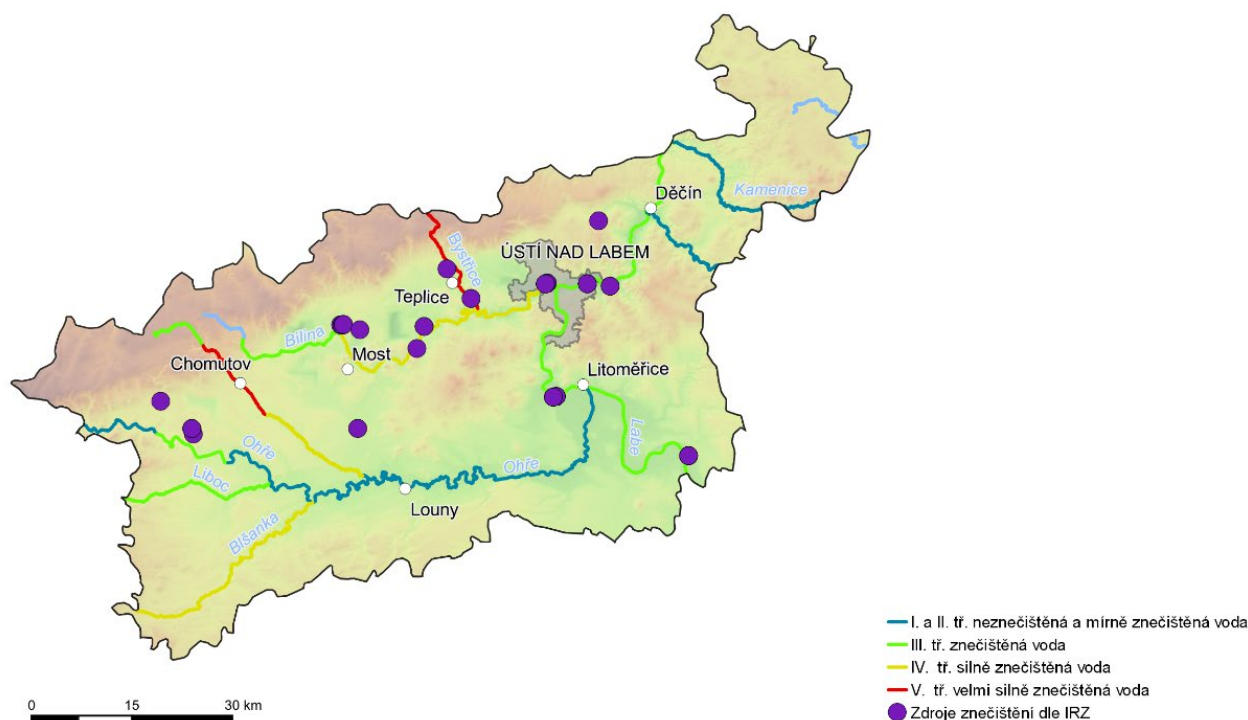 Kamenice
Děčín
ÚSTÍ NAD LABEM
Bystřice
Teplice
Bílina
Most
Chomutov
Litoměřice
Labe
Ohře
Ohře
Liboc
Louny
Blšanka
I. a II. tř. neznečištěná a mírně znečištěná voda
III. tř. znečištěná voda
IV. tř. silně znečištěná voda
V. tř. velmi silně znečištěná voda
Zdroje znečištění dle IRZ
0 15 30 km